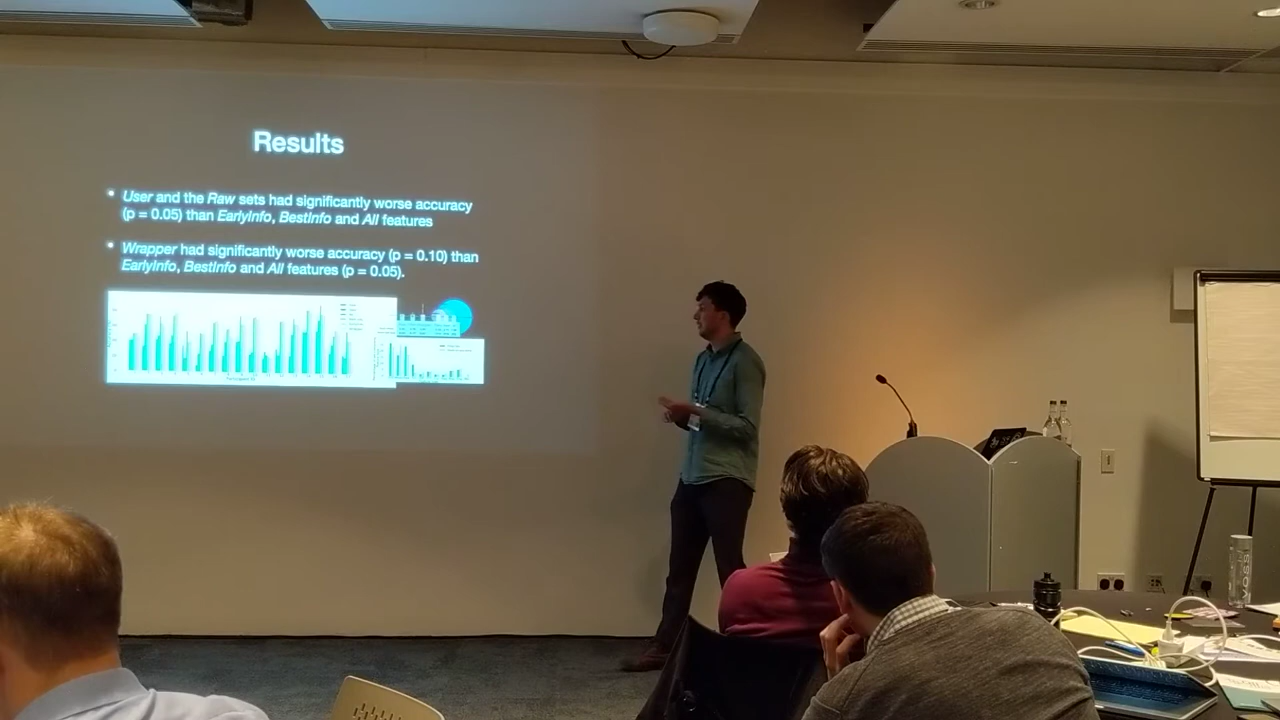 Results
User and the Raw sets had significantly worse accuracy
(p = 0.05) than EarlyInfo, BestInfo and All features
Wrapper had significantly worse accuracy (p = 0.10) than
EarlyInfo, BestInfo and All features (p = 0.05).
VOSS